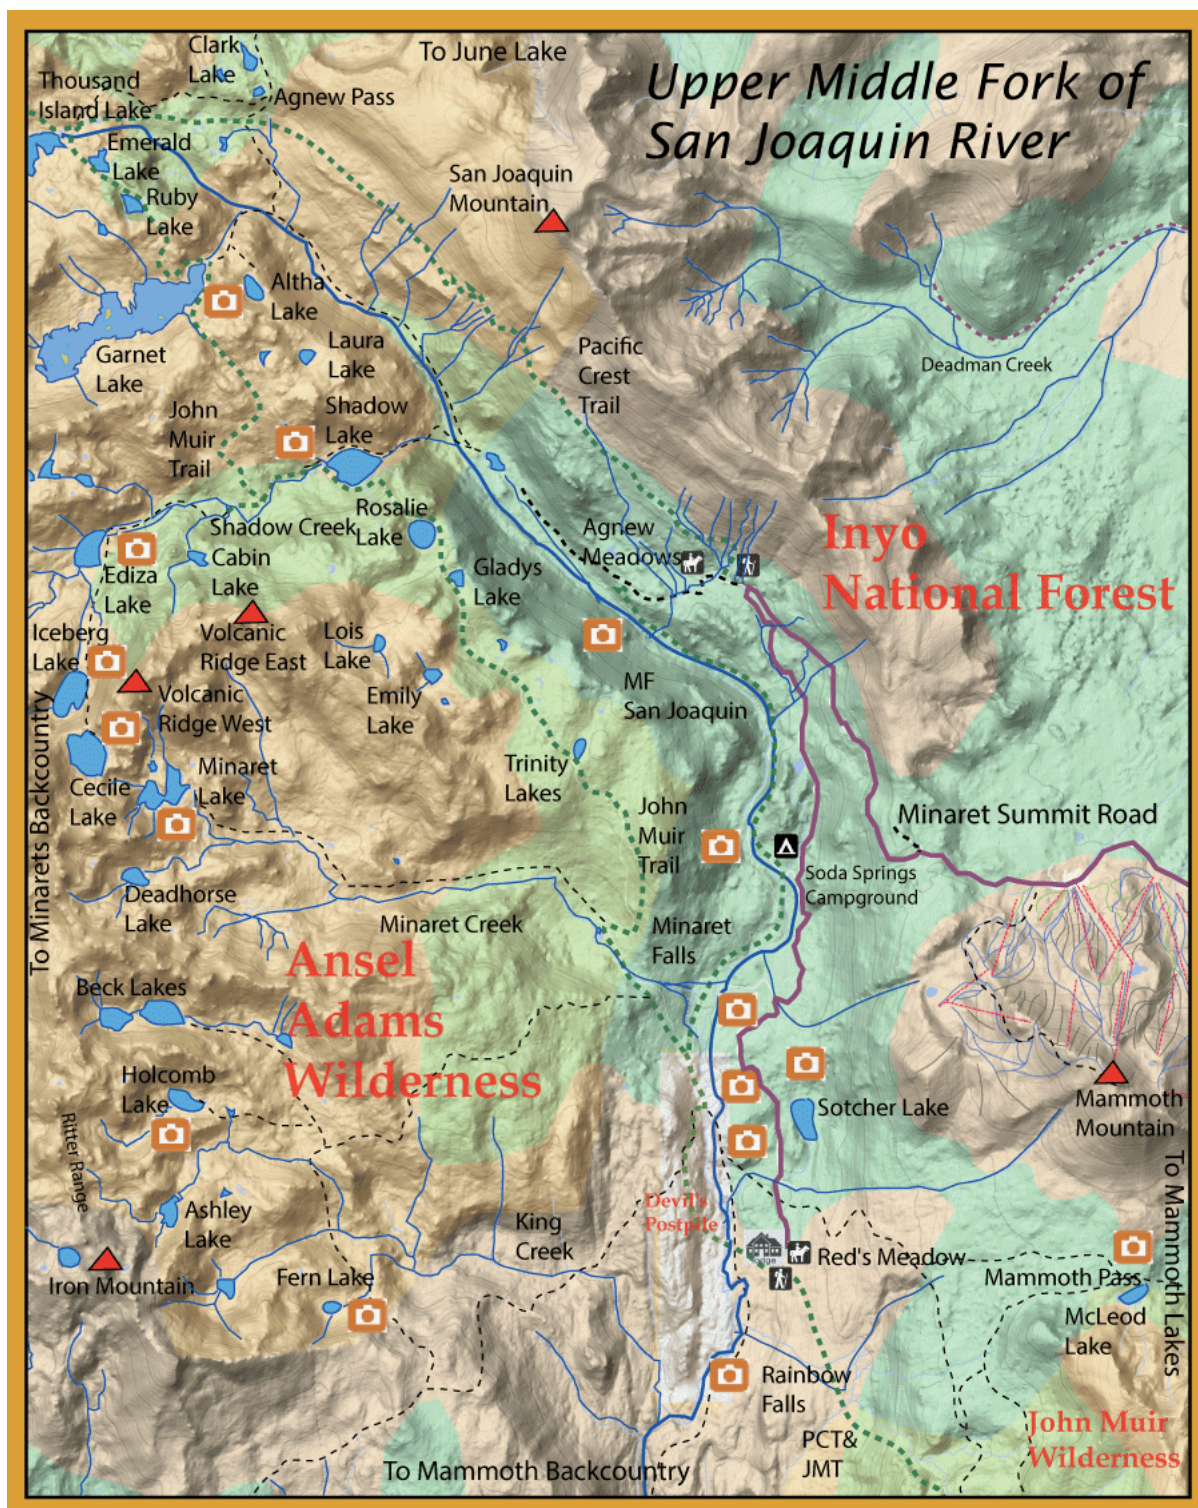 Clark
Lake
To June Lake
Upper Middle Fork of
San Joaquin River
Thousand
Island Lake
Agnew Pass
Emerald
Lake
Ruby
Lake
San Joaquin
Mountain
Altha
Lake
Garnet
Lake
Laura
Lake
Pacific
Crest
Trail
Deadman Creek
John
Muir
Trail
Shadow
Lake
Rosalie
Lake
Shadow Creek
Cabin
Lake
Agnew
Meadows
Inyo
National Forest
Ediza
Lake
Gladys
Lake
Iceberg
Lake
Volcanic
Ridge East
Lois
Lake
Volcanic
Ridge West
Emily
Lake
MF
San Joaquin
To Minarets Backcountry
Cecile
Lake
Minaret
Lake
Trinity
Lakes
John
Muir
Trail
Minaret Summit Road
Soda Springs
Campground
Deadhorse
Lake
Minaret Creek
Minaret
Falls
Ansel
Adams
Wilderness
Beck Lakes
Holcomb
Lake
Sotcher Lake
Mammoth
Mountain
Ritter Range
Devil's
Postpile
Ashley
Lake
King
Creek
Red's Meadow
Mammoth Pass
To Mammoth Lakes
Iron Mountain
Fern Lake
McLeod
Lake
Rainbow
Falls
John Muir
Wilderness
PCT&
JMT
To Mammoth Backcountry